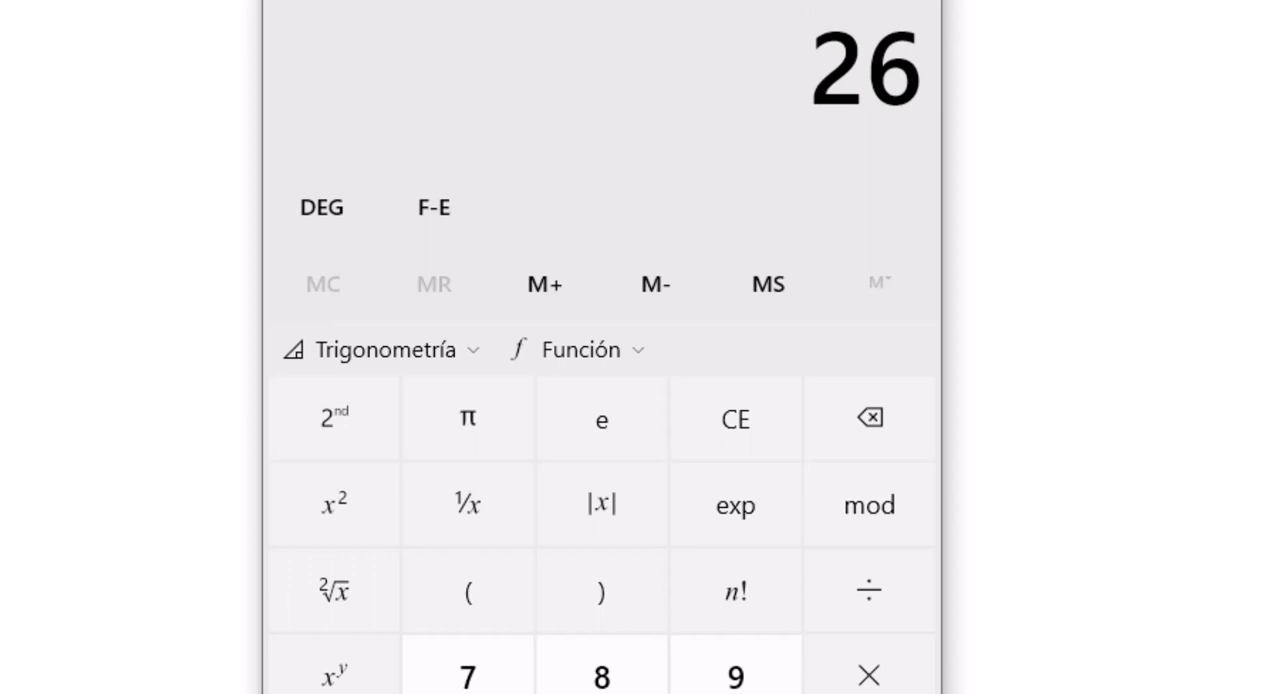 26
DEG F-E
MC MR M+ M- MS M˅
Trigonometría f Función
2ⁿᵈ π e CE
x² ¹/x |x| exp mod
²√x ( ) n! ÷
xʸ 7 8 9 ×